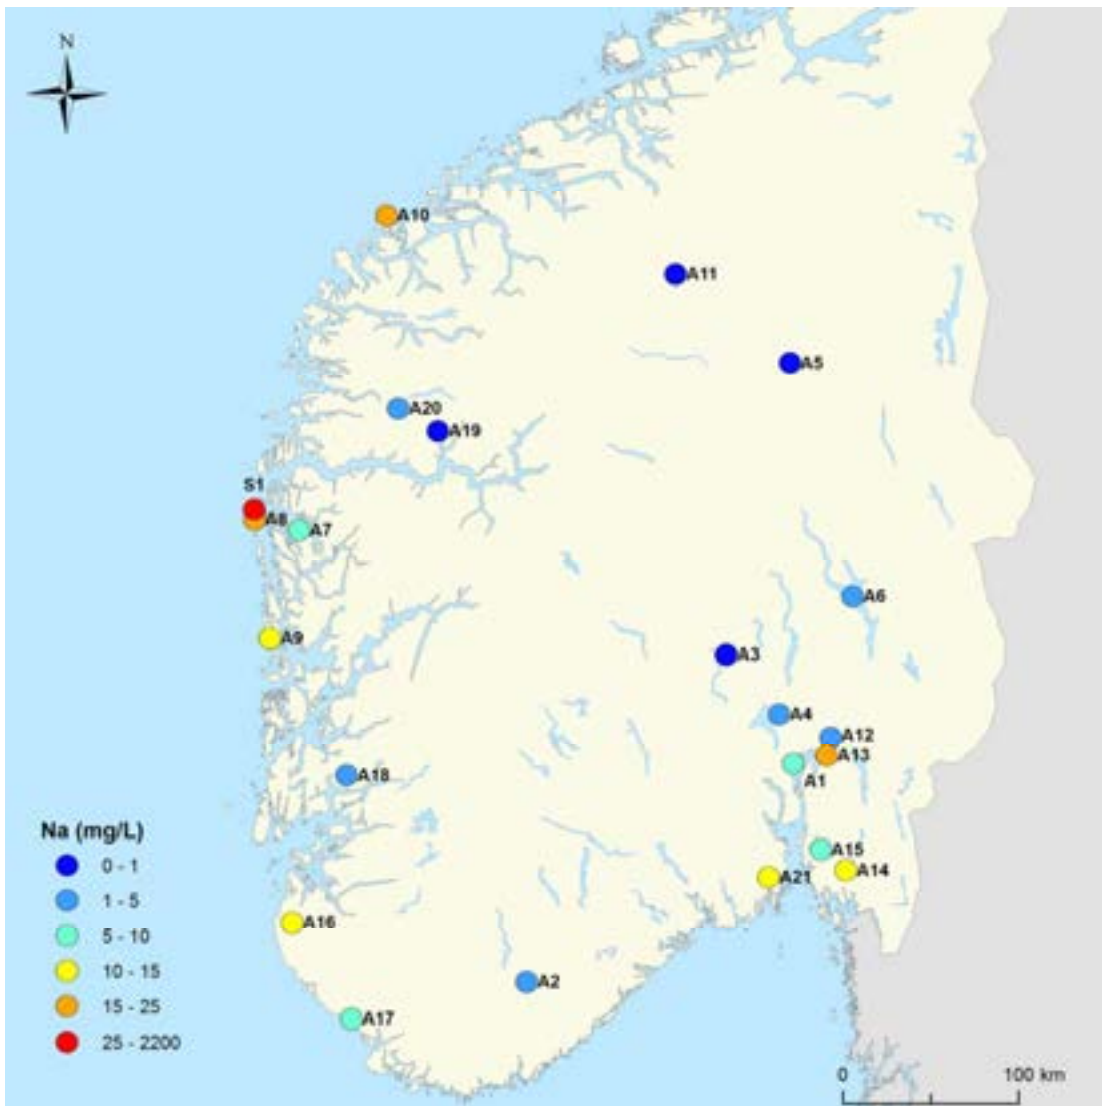 N
A10
A11
A5
A20
A19
S1
A8
A7
A6
A9
A3
A4
A12
A13
A1
A18
Na (mg/L)
0 - 1
1 - 5
5 - 10
10 - 15
15 - 25
25 - 2200
A15
A14
A21
A16
A2
A17
0 100 km